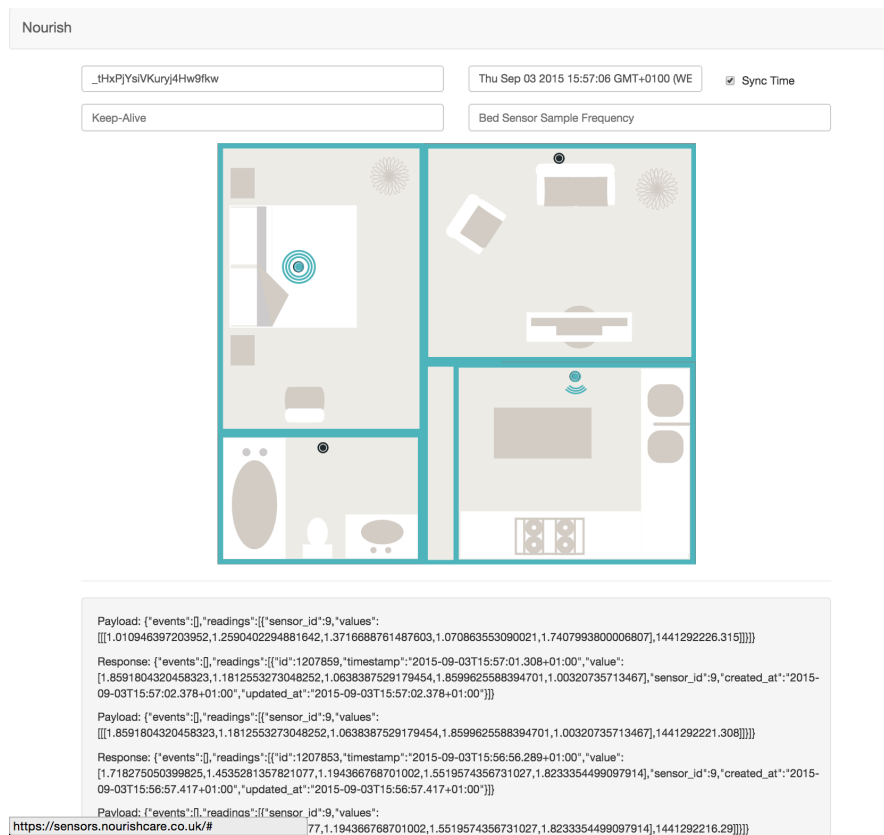 Nourish
_tHxPjYsiVKuryj4Hw9fkw
Thu Sep 03 2015 15:57:06 GMT+0100 (WE
Sync Time
Keep-Alive
Bed Sensor Sample Frequency
Payload: {"events":[],"readings":[{"sensor_id":9,"values":
[[[1.010946397203952,1.2590402294881642,1.3716688761487603,1.070863553090021,1.7407993800006807],1441292226.315]]}]}
Response: {"events":[],"readings":[{"id":1207859,"timestamp":"2015-09-03T15:57:01.308+01:00","value":
[1.8591804320458323,1.1812553273048252,1.0638387529179454,1.8599625588394701,1.00320735713467],"sensor_id":9,"created_at":"2015-
09-03T15:57:02.378+01:00","updated_at":"2015-09-03T15:57:02.378+01:00"}]}
Payload: {"events":[],"readings":[{"sensor_id":9,"values":
[[[1.8591804320458323,1.1812553273048252,1.0638387529179454,1.8599625588394701,1.00320735713467],1441292221.308]]}]}
Response: {"events":[],"readings":[{"id":1207853,"timestamp":"2015-09-03T15:56:56.289+01:00","value":
[1.718275050399825,1.4535281357821077,1.194366768701002,1.5519574356731027,1.8233354499097914],"sensor_id":9,"created_at":"2015-
09-03T15:56:57.417+01:00","updated_at":"2015-09-03T15:56:57.417+01:00"}]}
Payload: {"events":[],"readings":[{"sensor_id":9,"values":
77,1.194366768701002,1.5519574356731027,1.8233354499097914],1441292216.29]]}]}
https://sensors.nourishcare.co.uk/#